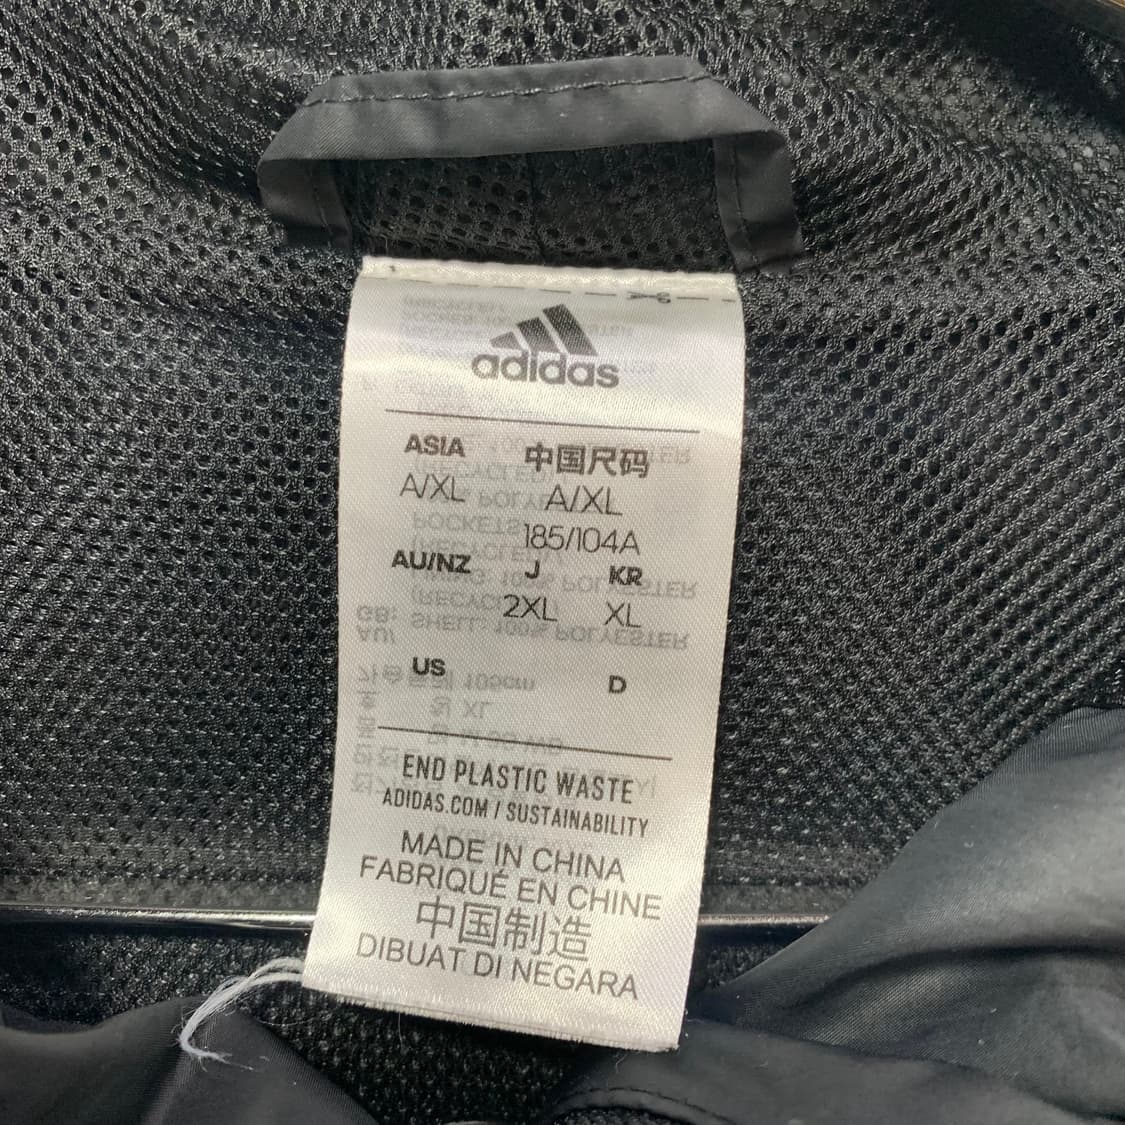 adidas
ASIA 中国尺码
A/XL A/XL
185/104A
AU/NZ J KR
2XL XL
US D
END PLASTIC WASTE
ADIDAS.COM / SUSTAINABILITY
MADE IN CHINA
FABRIQUÉ EN CHINE
中国制造
DIBUAT DI NEGARA